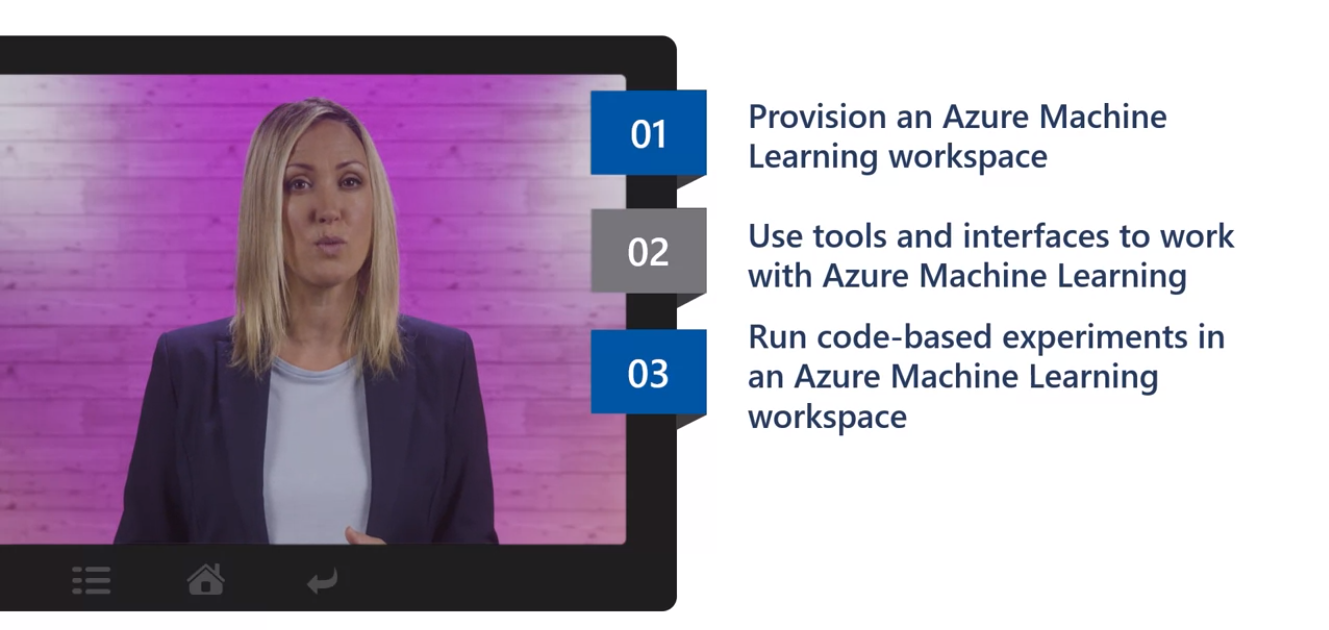 01
Provision an Azure Machine
Learning workspace
02
Use tools and interfaces to work
with Azure Machine Learning
03
Run code-based experiments in
an Azure Machine Learning
workspace